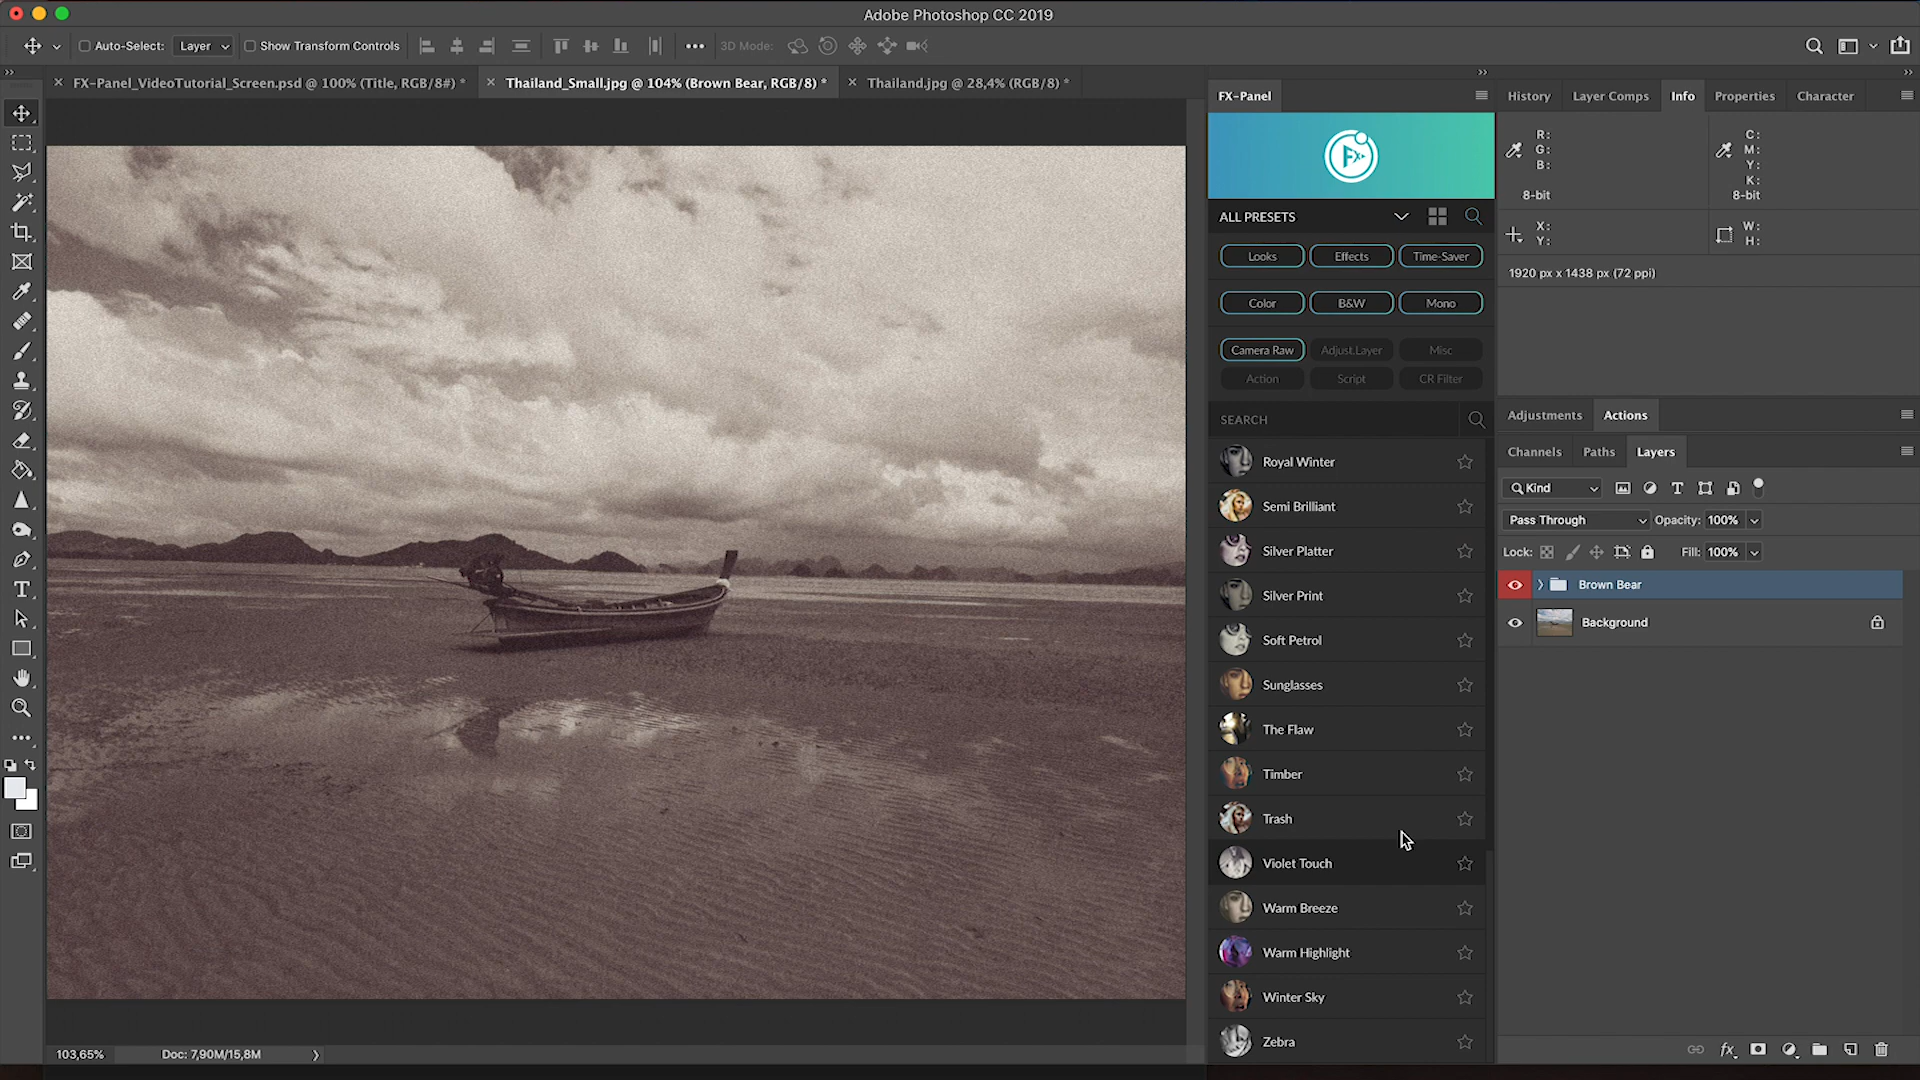 Adobe Photoshop CC 2019
Auto-Select: Layer Show Transform Controls 3D Mode:
FX-Panel_VideoTutorial_Screen.psd @ 100% (Title, RGB/8#) * Thailand_Small.jpg @ 104% (Brown Bear, RGB/8) * Thailand.jpg @ 28,4% (RGB/8) *
FX-Panel
FX
ALL PRESETS
Looks Effects Time-Saver
Color B&W Mono
Camera Raw Adjust.Layer Misc
Action Script CR Filter
SEARCH
Royal Winter
Semi Brilliant
Silver Platter
Silver Print
Soft Petrol
Sunglasses
The Flaw
Timber
Trash
Violet Touch
Warm Breeze
Warm Highlight
Winter Sky
Zebra
History Layer Comps Info Properties Character
R: C:
G: M:
B: Y:
K:
8-bit 8-bit
X: W:
Y: H:
1920 px x 1438 px (72 ppi)
Adjustments Actions
Channels Paths Layers
Kind
Pass Through Opacity: 100%
Lock: Fill: 100%
Brown Bear
Background
fx
103,65% Doc: 7,90M/15,8M